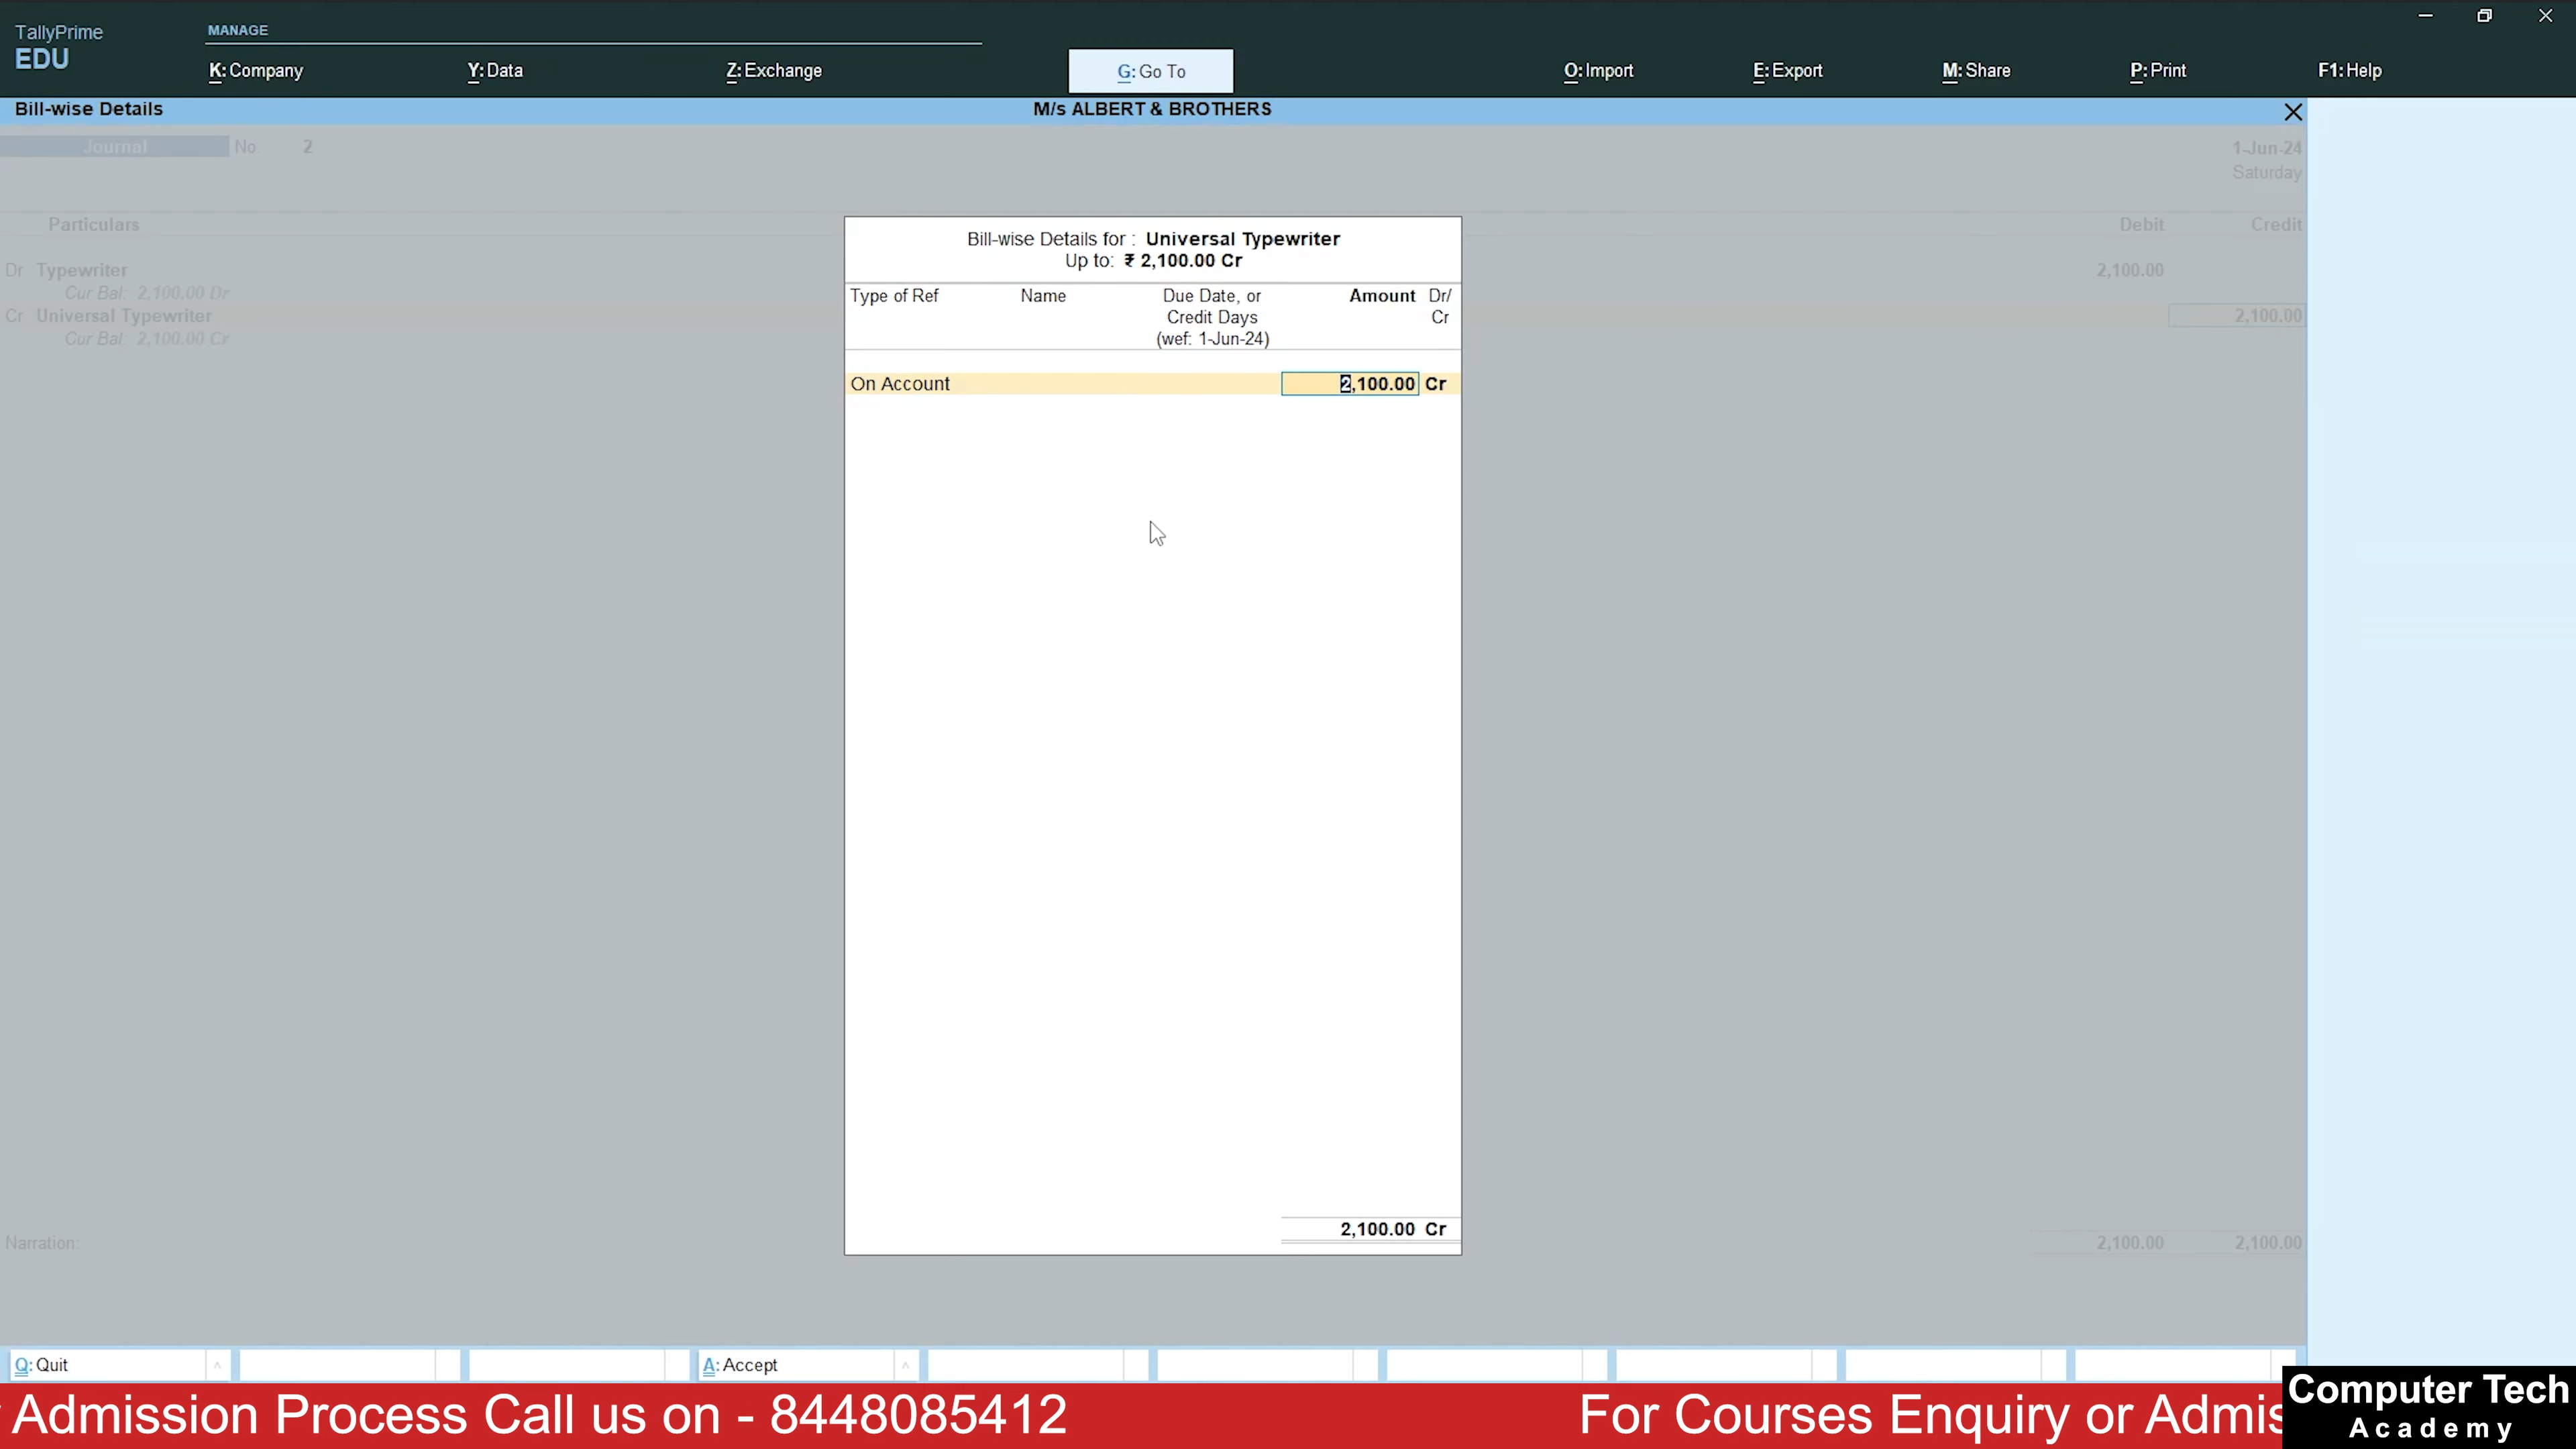 TallyPrime
EDU
MANAGE
K: Company
Y: Data
Z: Exchange
G: Go To
O: Import
E: Export
M: Share
P: Print
F1: Help
Bill-wise Details
M/s ALBERT & BROTHERS
Journal No. 2
1-Jun-24
Saturday
Particulars Debit Credit
Dr Typewriter 2,100.00
Cur Bal: 2,100.00 Dr
Cr Universal Typewriter 2,100.00
Cur Bal: 2,100.00 Cr
Bill-wise Details for : Universal Typewriter
Up to: ₹ 2,100.00 Cr
Type of Ref Name Due Date, or Amount Dr/
Credit Days Cr
(wef: 1-Jun-24)
On Account 2,100.00 Cr
2,100.00 Cr
Narration: 2,100.00 2,100.00
Q: Quit
A: Accept
Admission Process Call us on - 8448085412 For Courses Enquiry or Admis
Computer Tech
Academy